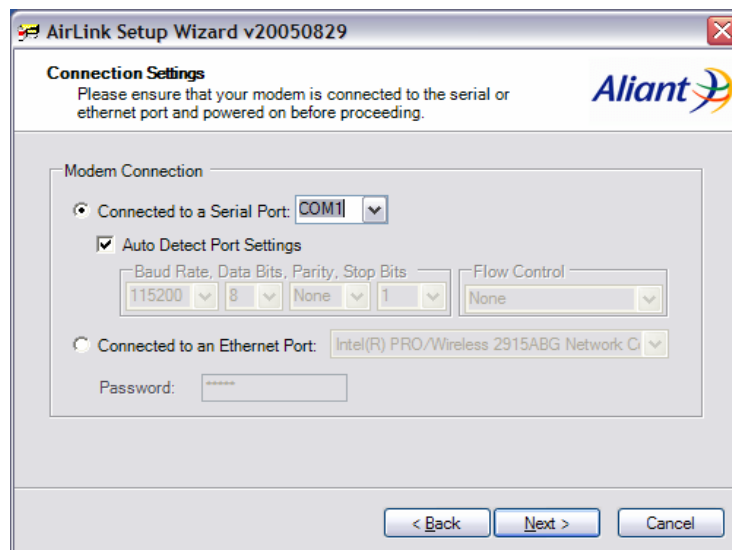 AirLink Setup Wizard v20050829
Connection Settings
Please ensure that your modem is connected to the serial or
ethernet port and powered on before proceeding.
Aliant
Modem Connection
Connected to a Serial Port: COM1
Auto Detect Port Settings
Baud Rate, Data Bits, Parity, Stop Bits Flow Control
115200 8 None 1 None
Connected to an Ethernet Port: Intel(R) PRO/Wireless 2915ABG Network C
Password: *****
< Back Next > Cancel